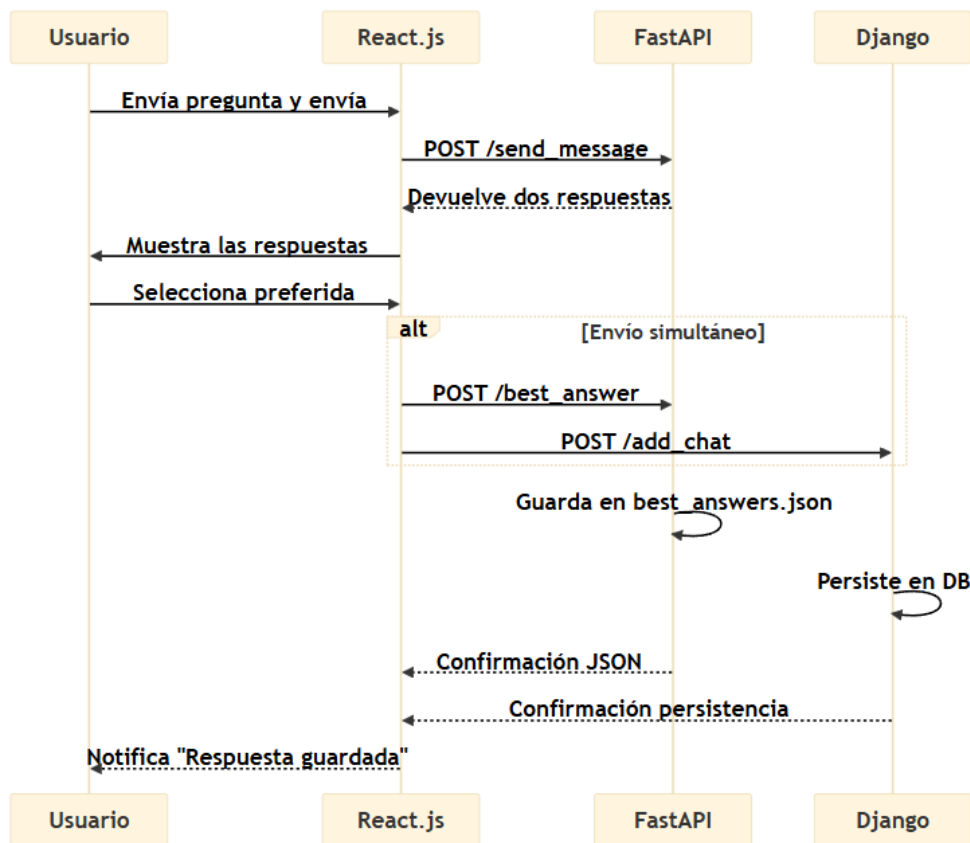 Usuario React.js FastAPI Django
Envía pregunta y envía
POST /send_message
Devuelve dos respuestas
Muestra las respuestas
Selecciona preferida
alt [Envío simultáneo]
POST /best_answer
POST /add_chat
Guarda en best_answers.json
Persiste en DB
Confirmación JSON
Confirmación persistencia
Notifica "Respuesta guardada"
Usuario React.js FastAPI Django